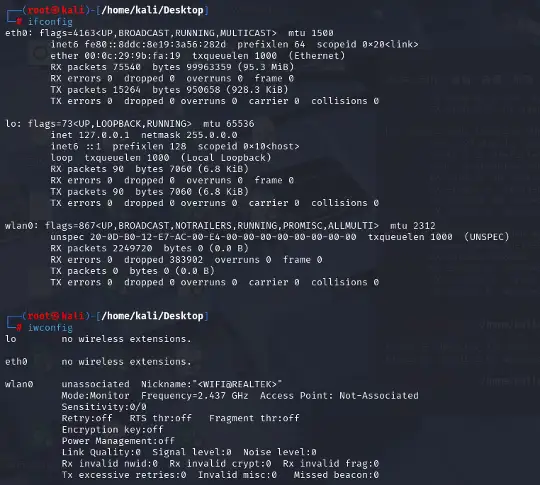 (root㉿kali)-[/home/kali/Desktop]
# ifconfig
eth0: flags=4163<UP,BROADCAST,RUNNING,MULTICAST>  mtu 1500
inet6 fe80::8ddc:8e19:3a56:282d  prefixlen 64  scopeid 0×20<link>
ether 00:0c:29:9b:fa:19  txqueuelen 1000  (Ethernet)
RX packets 75540  bytes 99963359 (95.3 MiB)
RX errors 0  dropped 0  overruns 0  frame 0
TX packets 15264  bytes 950658 (928.3 KiB)
TX errors 0  dropped 0 overruns 0  carrier 0  collisions 0
lo: flags=73<UP,LOOPBACK,RUNNING>  mtu 65536
inet 127.0.0.1  netmask 255.0.0.0
inet6 ::1  prefixlen 128  scopeid 0×10<host>
loop  txqueuelen 1000  (Local Loopback)
RX packets 90  bytes 7060 (6.8 KiB)
RX errors 0  dropped 0  overruns 0  frame 0
TX packets 90  bytes 7060 (6.8 KiB)
TX errors 0  dropped 0 overruns 0  carrier 0  collisions 0
wlan0: flags=867<UP,BROADCAST,NOTRAILERS,RUNNING,PROMISC,ALLMULTI>  mtu 2312
unspec 20-0D-B0-12-E7-AC-00-E4-00-00-00-00-00-00-00-00  txqueuelen 1000  (UNSPEC)
RX packets 2249720  bytes 0 (0.0 B)
RX errors 0  dropped 383902  overruns 0  frame 0
TX packets 0  bytes 0 (0.0 B)
TX errors 0  dropped 0 overruns 0  carrier 0  collisions 0
(root㉿kali)-[/home/kali/Desktop]
# iwconfig
lo        no wireless extensions.
eth0      no wireless extensions.
wlan0     unassociated  Nickname:"<WIFI@REALTEK>"
Mode:Monitor  Frequency=2.437 GHz  Access Point: Not-Associated
Sensitivity:0/0
Retry:off   RTS thr:off   Fragment thr:off
Encryption key:off
Power Management:off
Link Quality:0  Signal level:0  Noise level:0
Rx invalid nwid:0  Rx invalid crypt:0  Rx invalid frag:0
Tx excessive retries:0  Invalid misc:0   Missed beacon:0